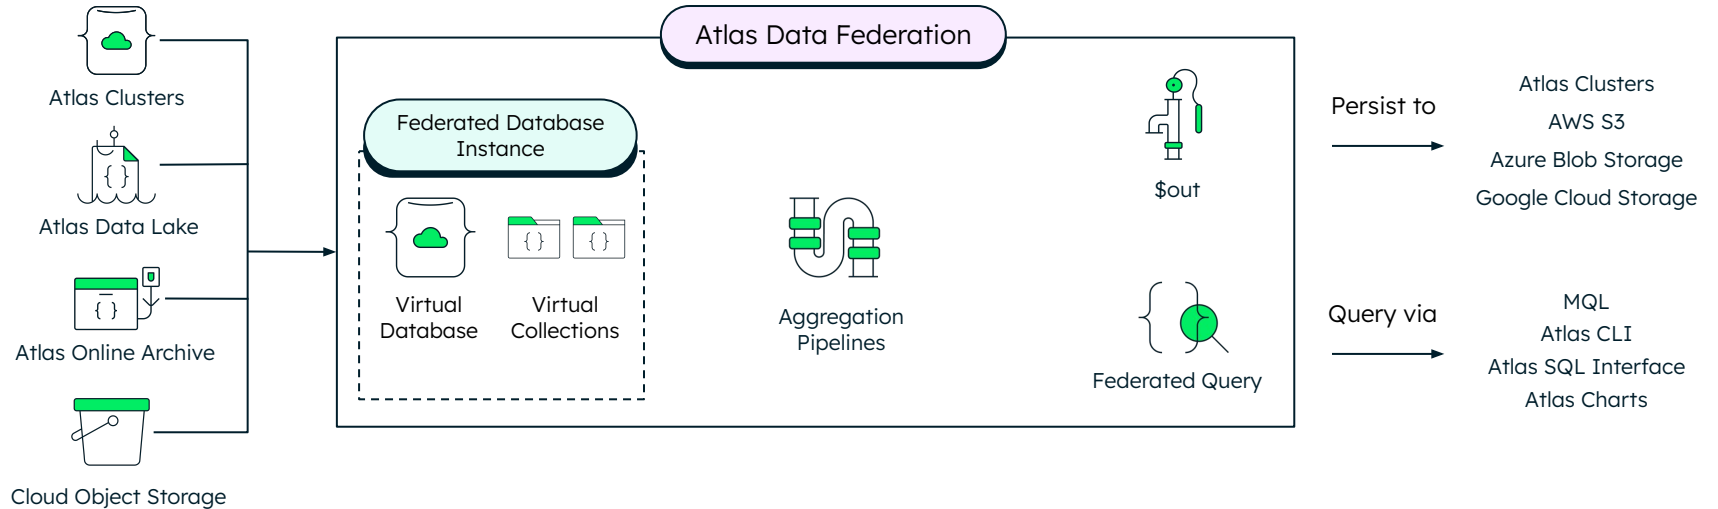 Atlas Clusters
Atlas Data Lake
{ }
Atlas Online Archive
{ }
Cloud Object Storage
Atlas Data Federation
Federated Database
Instance
{ }
{ }
Virtual
Database
Virtual
Collections
Aggregation
Pipelines
$out
Federated Query
Persist to
Atlas Clusters
AWS S3
Azure Blob Storage
Google Cloud Storage
Query via
MQL
Atlas CLI
Atlas SQL Interface
Atlas Charts